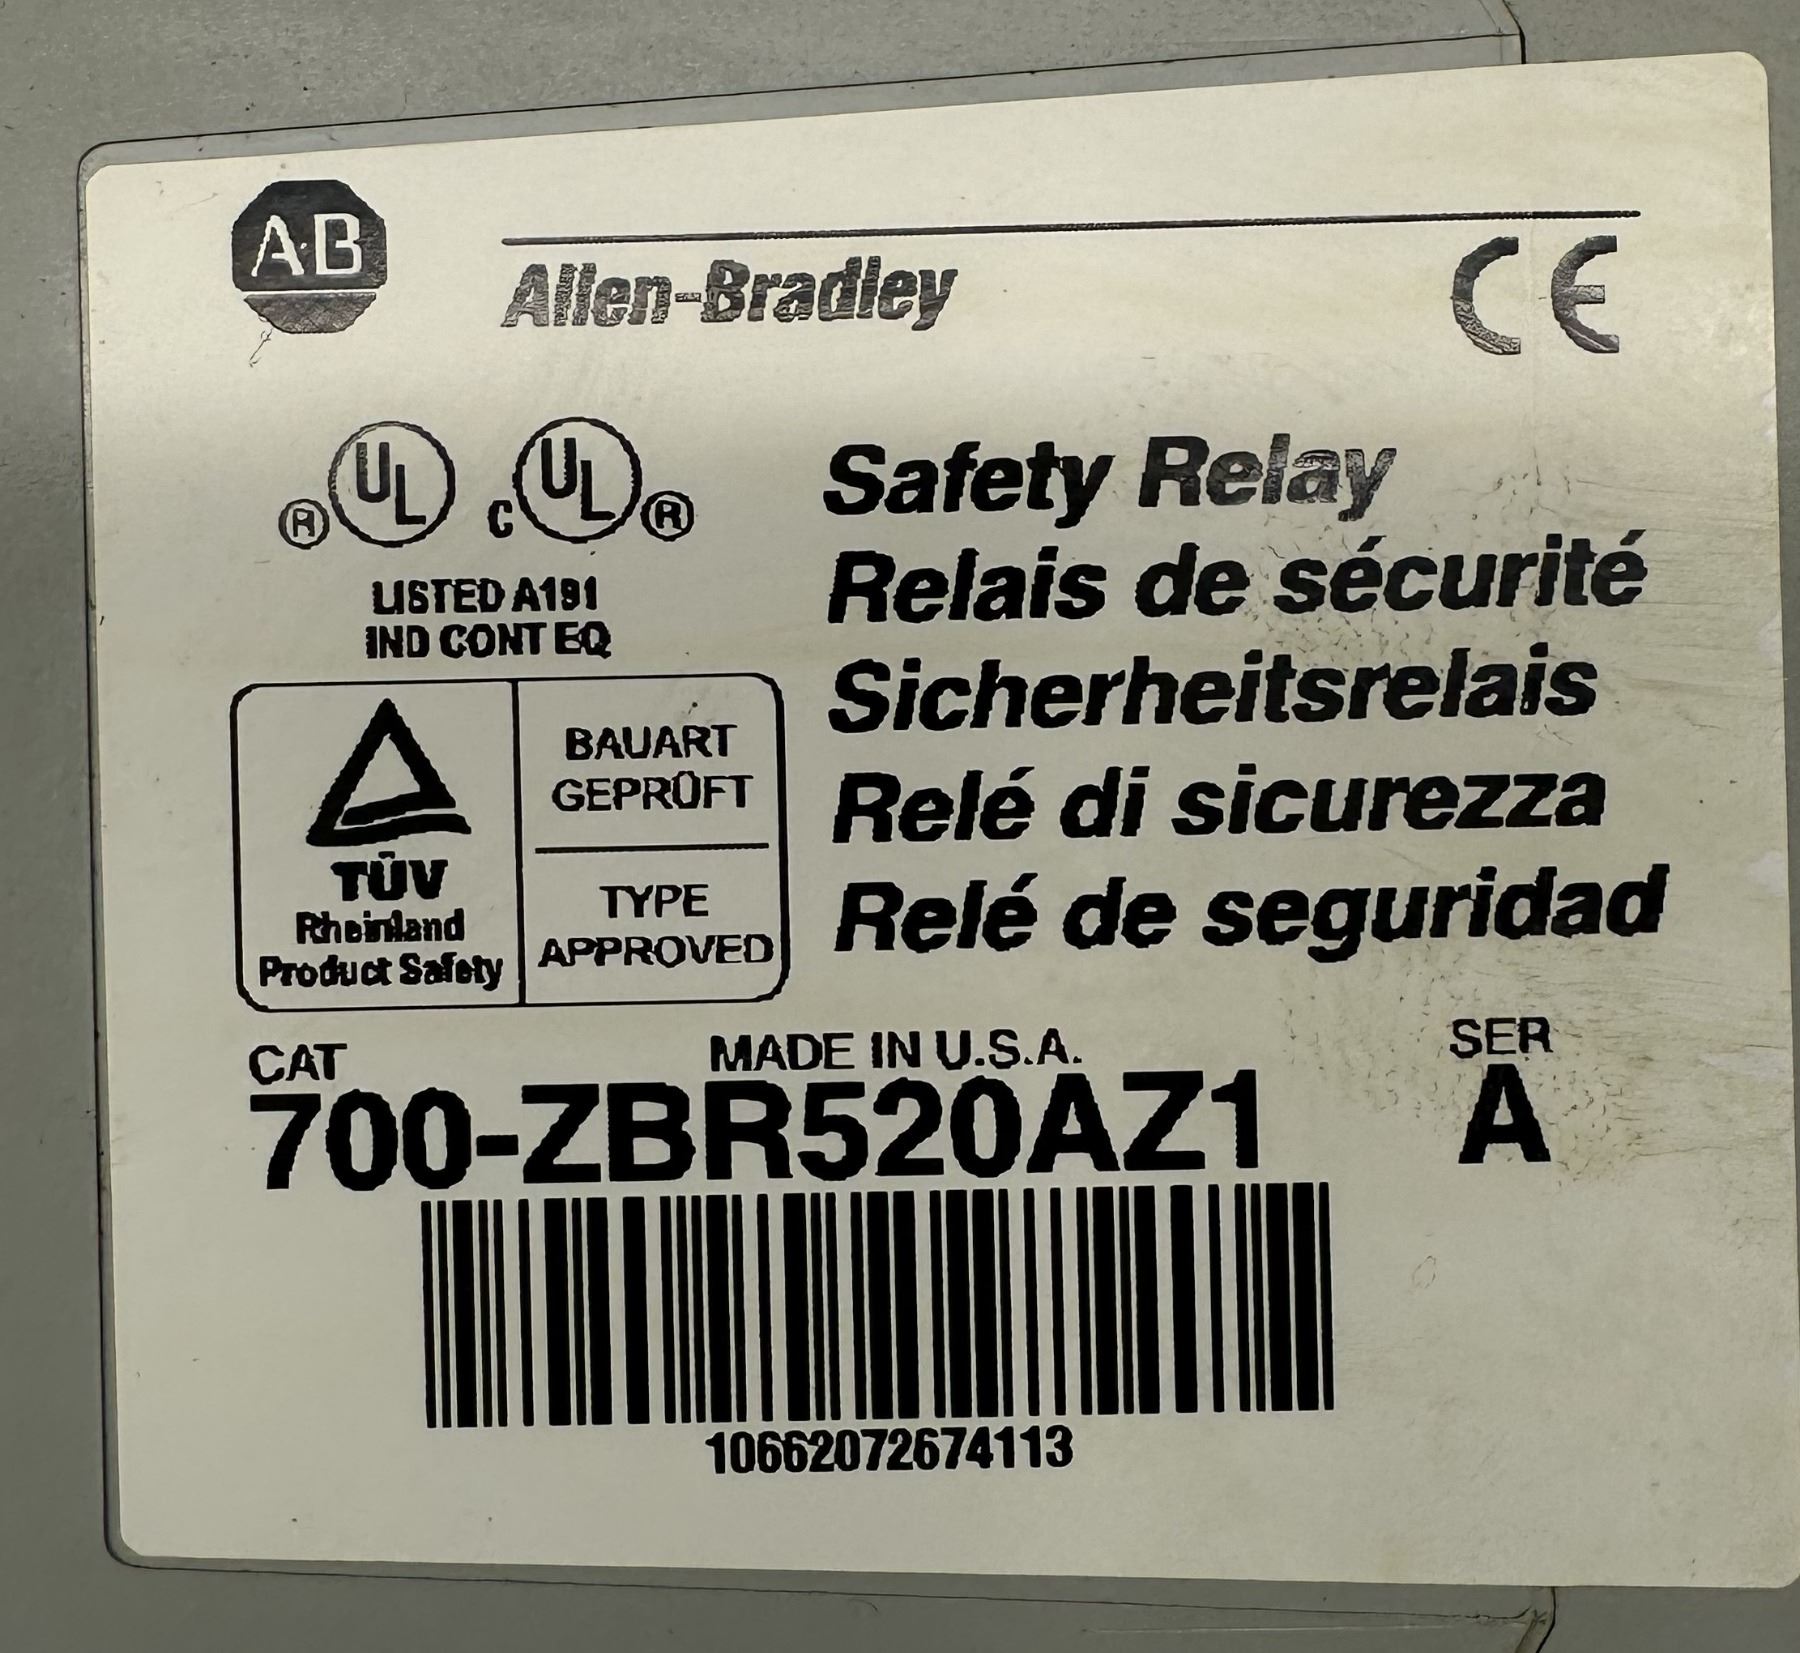 AB
Allen-Bradley
CE
® UL C UL ®
LISTED A191
IND CONT EQ
Safety Relay
Relais de sécurité
Sicherheitsrelais
Relé di sicurezza
Relé de seguridad
TÜV
Rheinland
Product Safety
BAUART
GEPRÜFT
TYPE
APPROVED
CAT
MADE IN U.S.A.
SER
700-ZBR520AZ1
A
10662072674113